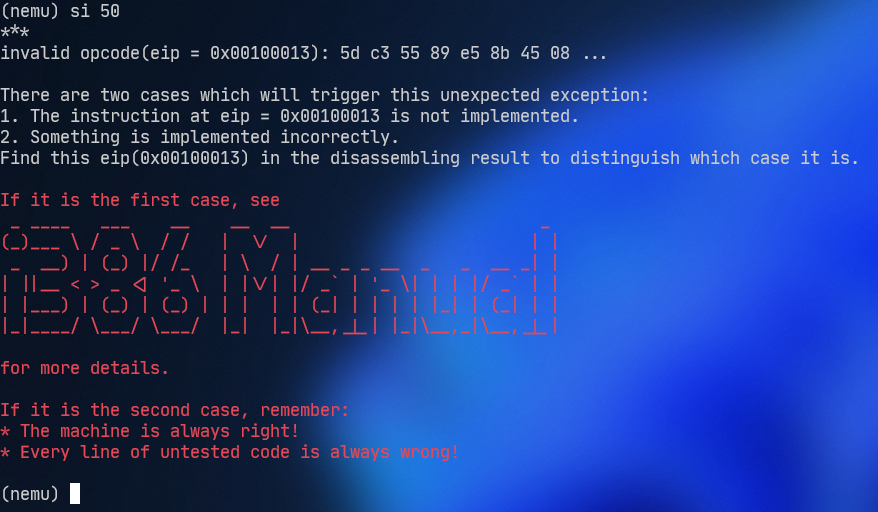 (nemu) si 50
***
invalid opcode(eip = 0x00100013): 5d c3 55 89 e5 8b 45 08 ...
There are two cases which will trigger this unexpected exception:
1. The instruction at eip = 0x00100013 is not implemented.
2. Something is implemented incorrectly.
Find this eip(0x00100013) in the disassembling result to distinguish which case it is.
If it is the first case, see
i386 Manual
for more details.
If it is the second case, remember:
* The machine is always right!
* Every line of untested code is always wrong!
(nemu)